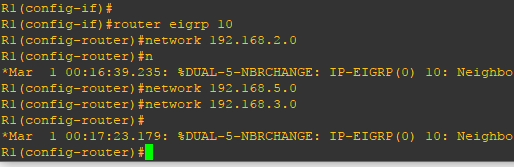 R1(config-if)#
R1(config-if)#router eigrp 10
R1(config-router)#network 192.168.2.0
R1(config-router)#n
*Mar  1 00:16:39.235: %DUAL-5-NBRCHANGE: IP-EIGRP(0) 10: Neighbo
R1(config-router)#network 192.168.5.0
R1(config-router)#network 192.168.3.0
R1(config-router)#
*Mar  1 00:17:23.179: %DUAL-5-NBRCHANGE: IP-EIGRP(0) 10: Neighbo
R1(config-router)#